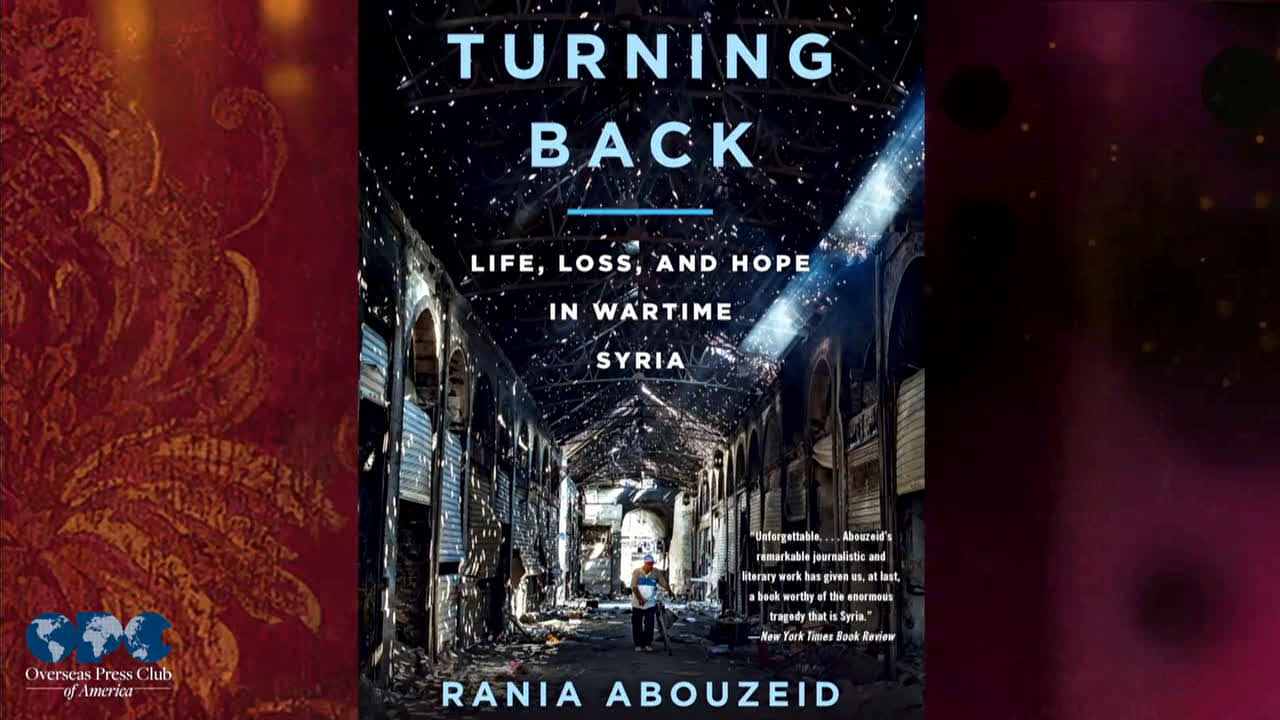 TURNING
BACK
LIFE, LOSS, AND HOPE
IN WARTIME
SYRIA
"Unforgettable. . . . Abouzeid's
remarkable journalistic and
literary work has given us, at last,
a book worthy of the enormous
tragedy that is Syria."
—New York Times Book Review
RANIA ABOUZEID
OPC
Overseas Press Club
of America